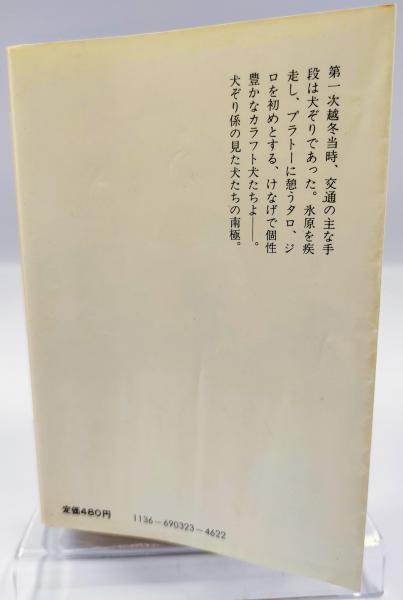 第一次越冬当時、交通の主な手
段は犬ぞりであった。氷原を疾
走し、プラトーに憩うタロ、ジ
ロを初めとする、けなげで個性
豊かなカラフト犬たちよ――。
犬ぞり係の見た犬たちの南極。
定価480円
1136-690323-4622